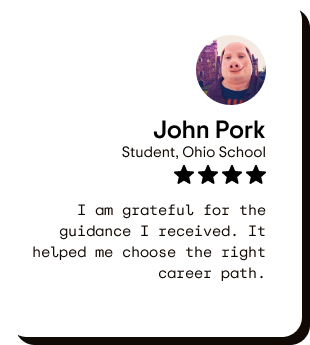 John Pork
Student, Ohio School
I am grateful for the
guidance I received. It
helped me choose the right
career path.